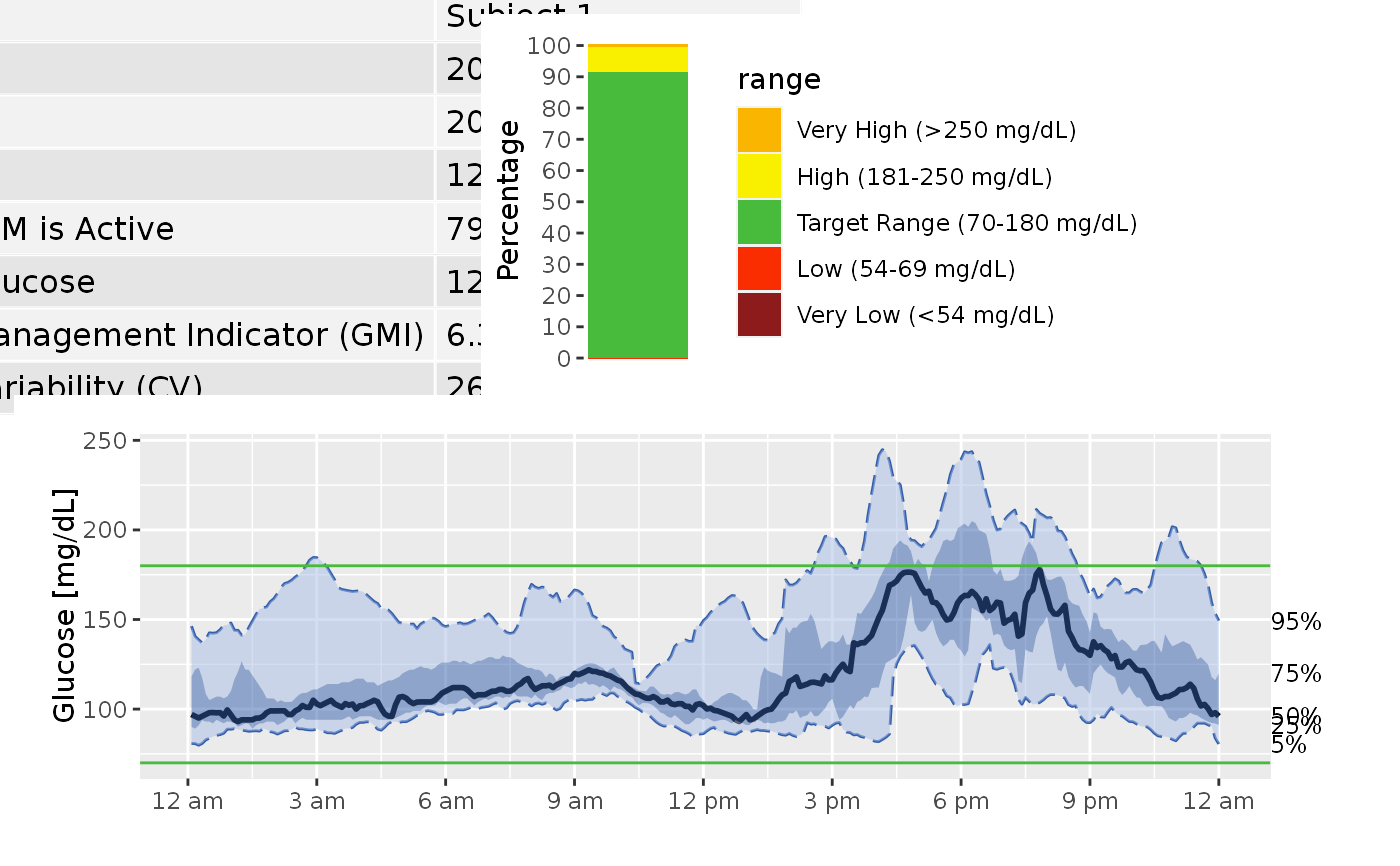 Subject 1
20
20
12
M is Active 79
ucose 12
anagement Indicator (GMI) 6.
ariability (CV) 26
Percentage
100
90
80
70
60
50
40
30
20
10
0
range
Very High (>250 mg/dL)
High (181-250 mg/dL)
Target Range (70-180 mg/dL)
Low (54-69 mg/dL)
Very Low (<54 mg/dL)
Glucose [mg/dL]
250
200
150
100
95%
75%
50%
25%
5%
12 am 3 am 6 am 9 am 12 pm 3 pm 6 pm 9 pm 12 am